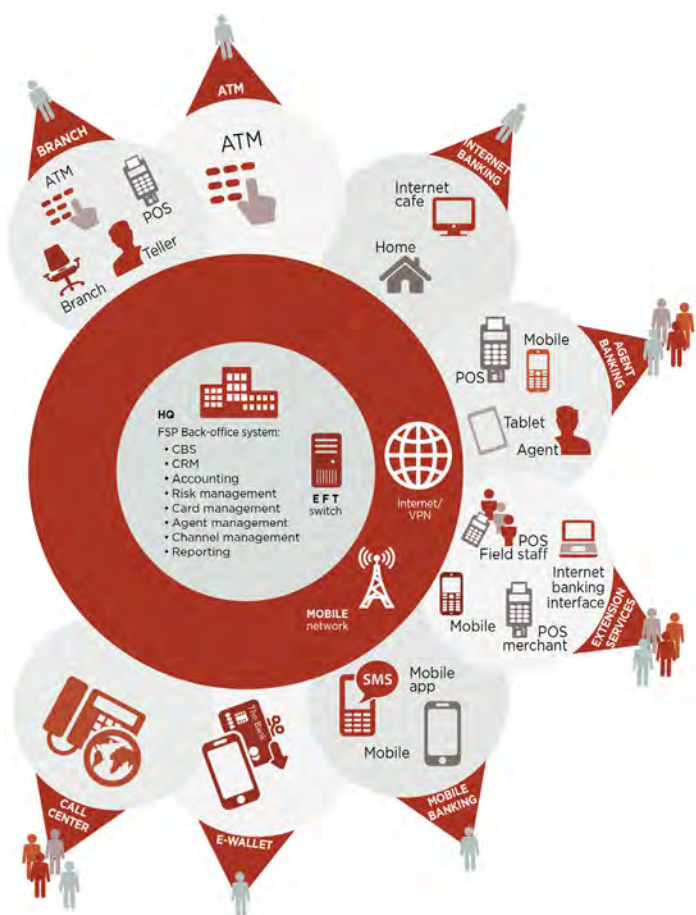 ATM
ATM
BRANCH
ATM
POS
Teller
Branch
INTERNET
BANKING
Internet
cafe
Home
AGENT
BANKING
POS
Mobile
Tablet
Agent
HQ
FSP Back-office system:
• CBS
• CRM
• Accounting
• Risk management
• Card management
• Agent management
• Channel management
• Reporting
EFT
switch
internet/
VPN
MOBILE
network
POS
Field staff
Internet
banking
interface
Mobile
POS
merchant
EXTENSION
SERVICES
SMS
Mobile
app
Mobile
MOBILE
BANKING
The Bank
E-WALLET
CALL
CENTER